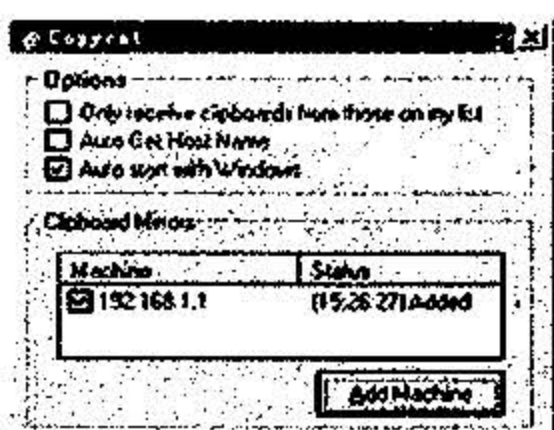 Copycat
Options
Only receive clipboards from those on my list
Auto Get Host Name
Auto start with Windows
Clipboard Mirrors
Machine Status
192.168.1.1 [15:26:27] Added
Add Machine